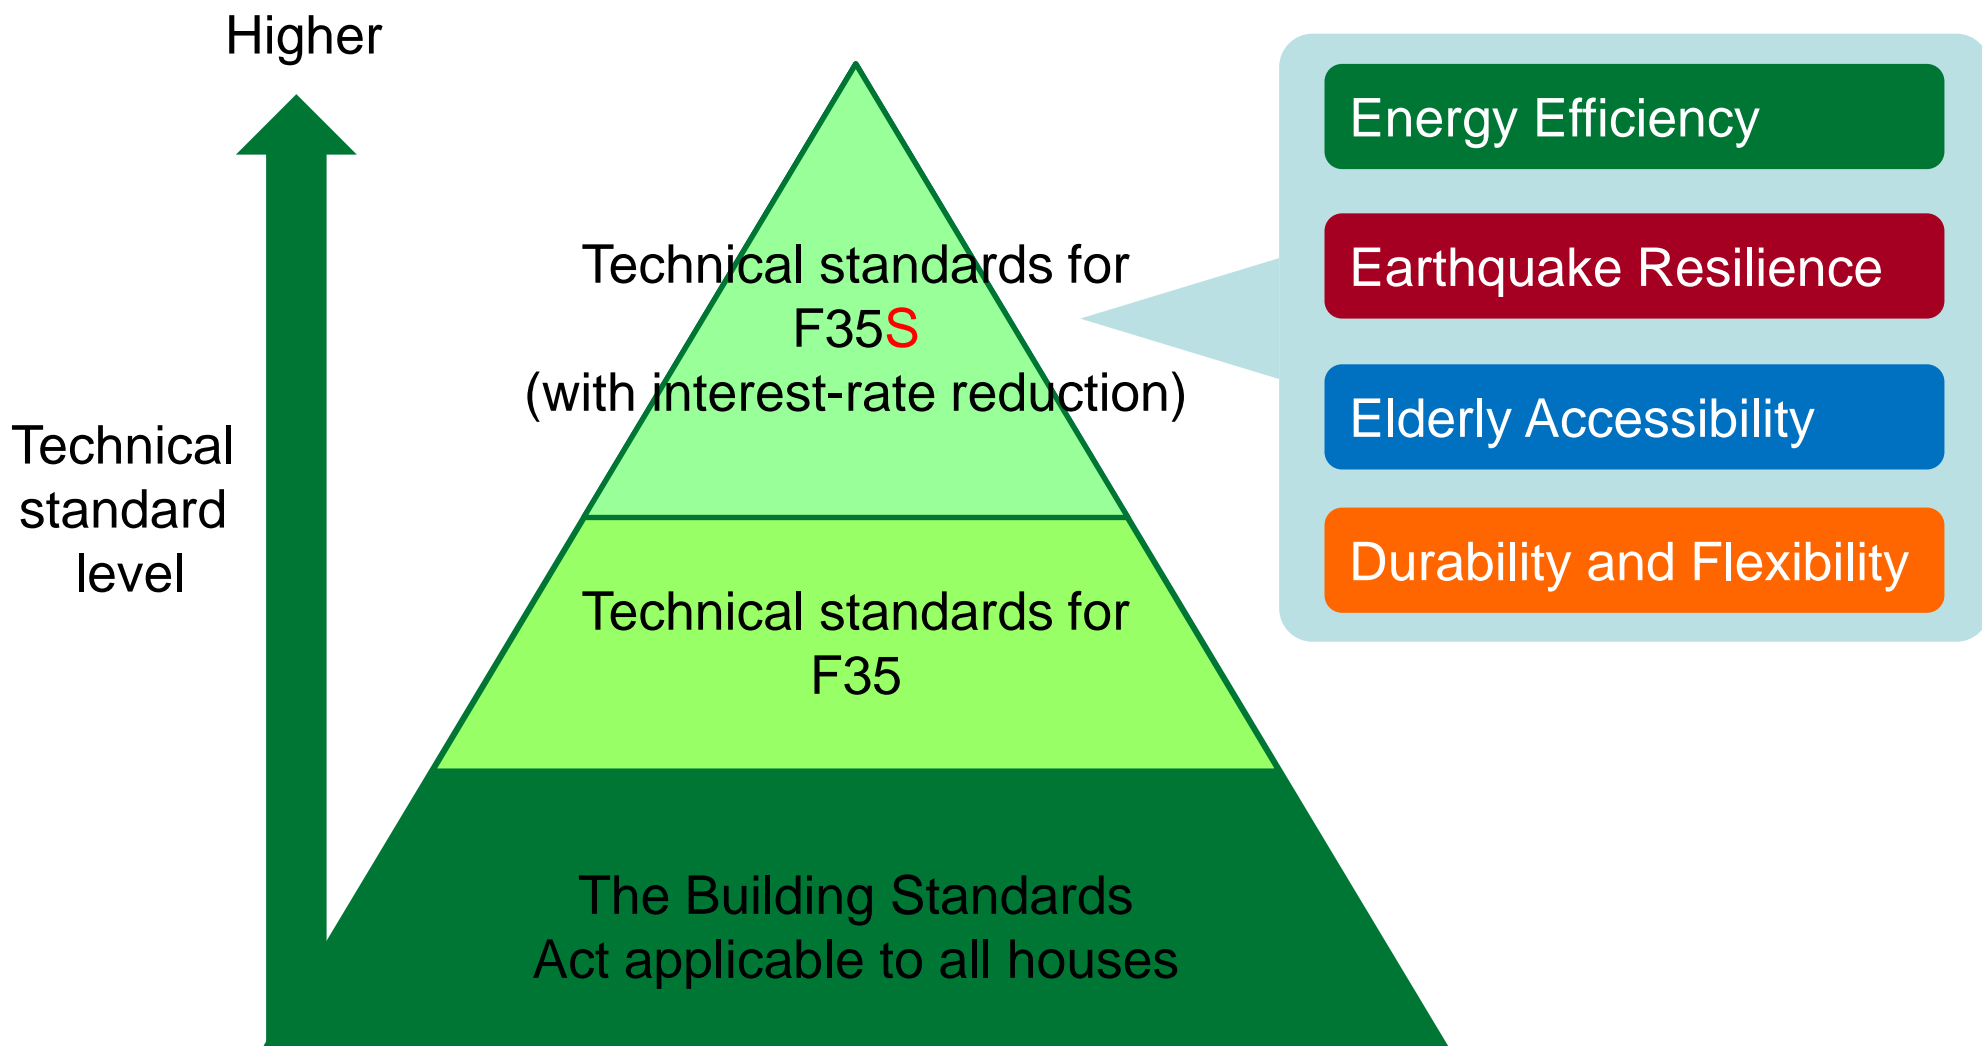 Higher
Technical
standard
level
Technical standards for
F35S
(with interest-rate reduction)
Technical standards for
F35
The Building Standards
Act applicable to all houses
Energy Efficiency
Earthquake Resilience
Elderly Accessibility
Durability and Flexibility